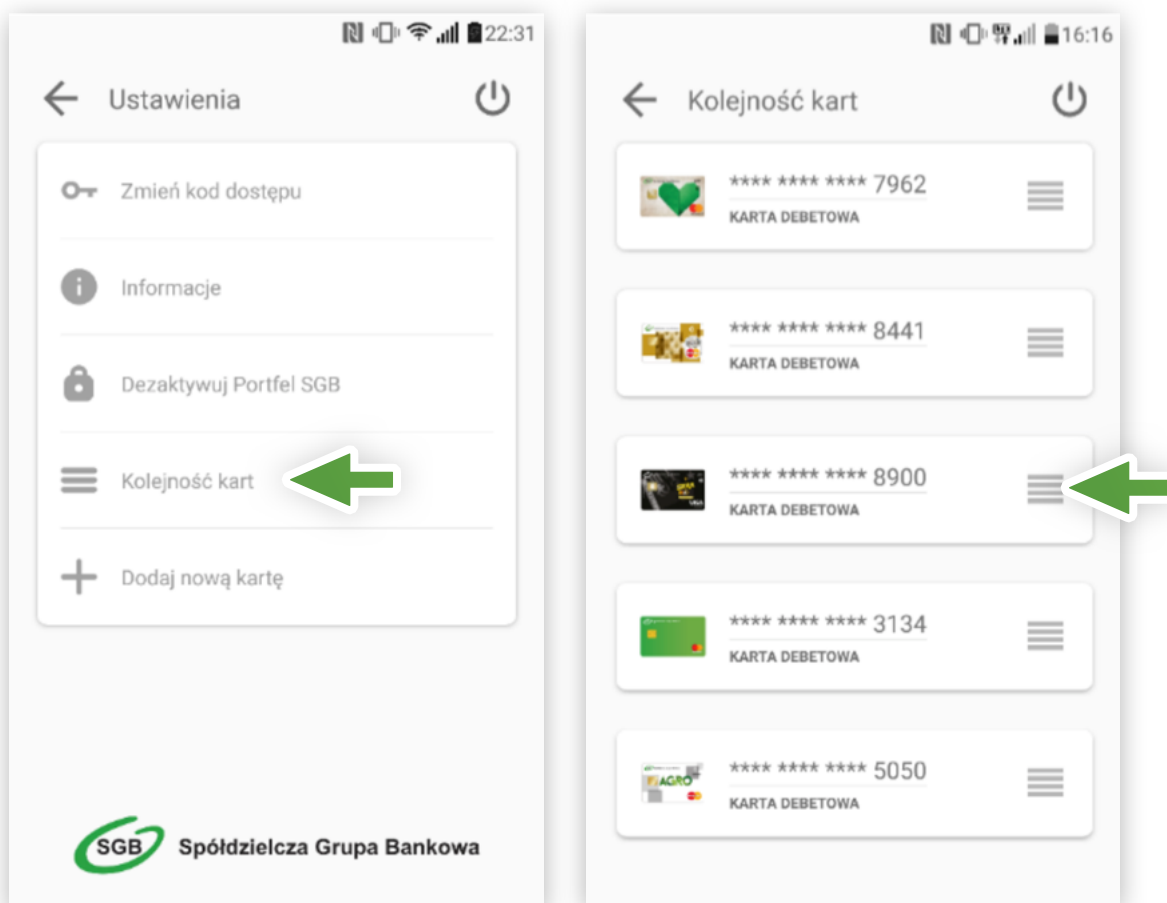 22:31
Ustawienia
Zmień kod dostępu
Informacje
Dezaktywuj Portfel SGB
Kolejność kart
Dodaj nową kartę
SGB Spółdzielcza Grupa Bankowa
16:16
Kolejność kart
**** **** **** 7962
KARTA DEBETOWA
**** **** **** 8441
KARTA DEBETOWA
**** **** **** 8900
KARTA DEBETOWA
**** **** **** 3134
KARTA DEBETOWA
AGRO
**** **** **** 5050
KARTA DEBETOWA